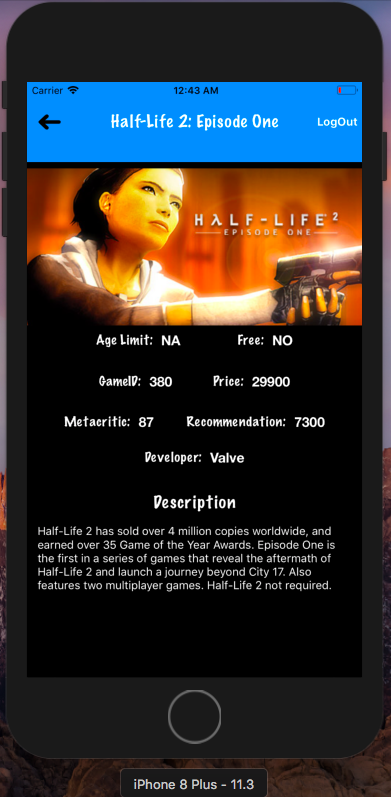 Carrier 12:43 AM
Half-Life 2: Episode One LogOut
HλLF-LIFE²
EPISODE ONE
Age Limit: NA Free: NO
GameID: 380 Price: 29900
Metacritic: 87 Recommendation: 7300
Developer: Valve
Description
Half-Life 2 has sold over 4 million copies worldwide, and
earned over 35 Game of the Year Awards. Episode One is
the first in a series of games that reveal the aftermath of
Half-Life 2 and launch a journey beyond City 17. Also
features two multiplayer games. Half-Life 2 not required.
iPhone 8 Plus - 11.3